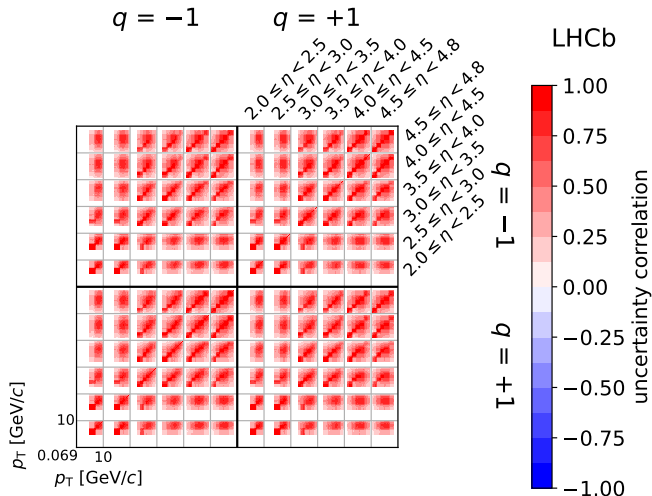 q = −1
q = +1
LHCb
2.0 ≤ η < 2.5
2.5 ≤ η < 3.0
3.0 ≤ η < 3.5
3.5 ≤ η < 4.0
4.0 ≤ η < 4.5
4.5 ≤ η < 4.8
4.5 ≤ η < 4.8
4.0 ≤ η < 4.5
3.5 ≤ η < 4.0
3.0 ≤ η < 3.5
2.5 ≤ η < 3.0
2.0 ≤ η < 2.5
q = −1
q = +1
1.00
0.75
0.50
0.25
0.00
−0.25
−0.50
−0.75
−1.00
uncertainty correlation
10
pT [GeV/c]
0.069 10
pT [GeV/c]